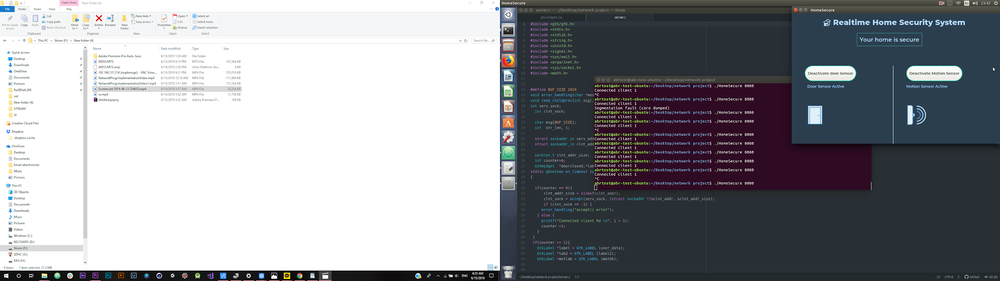 Video Tools
New folder (4)
File
Home
Share
View
Play
Pin to Quick access
Copy
Paste
Cut
Copy path
Paste shortcut
Clipboard
Move to
Copy to
Delete
Rename
Organize
New folder
New item
Easy access
New
Properties
Open
Edit
History
Open
Select all
Select none
Invert selection
Select
This PC > Storm (F:) > New folder (4)
Search Ne...
Quick access
Desktop
Downloads
OneDrive
Documents
Pictures
Rar$DIa0.288
net
New folder (4)
STREAM
UI
Creative Cloud Files
Dropbox
.dropbox.cache
OneDrive
Desktop
Documents
Email attachments
Music
Pictures
This PC
3D Objects
Desktop
Documents
Downloads
Music
Pictures
Videos
Windows (C:)
RECOVERY (D:)
Storm (F:)
SDHC (G:)
KAS (H:)
Name Date modified Type Size
Adobe Premiere Pro Auto-Save 6/15/2019 1:39 AM File folder
00055.MTS 6/13/2019 8:15 PM MTS File 147,264 KB
00055.MTS.xmp 6/14/2019 2:38 PM Xilinx Platform Stu... 4 KB
192.168.137.214 (raspberrypi) - VNC View... 6/13/2019 9:31 PM MP4 File 235,016 KB
NetworkProg.ImplementationVideo.mp4 6/15/2019 12:10 AM MP4 File 111,064 KB
NetworkProg.ImplementationVideo1.mp4 6/15/2019 1:31 AM MP4 File 112,554 KB
Screencast 2019-06-13 234635.mp4 6/14/2019 3:57 AM MP4 File 28,234 KB
ss.mp4 6/14/2019 3:52 AM MP4 File 11,736 KB
Untitled.prproj 6/15/2019 3:52 AM Adobe Premiere P... 109 KB
9 items 1 item selected 27.5 MB
Ae Pr Ps Ai Lr
ENG
4:23 AM
6/15/2019
HomeSecure
En
23:42
server.c — ~/Desktop/network project — Atom
gtk-widgets.css
server.c
1 #include <gtk/gtk.h>
2 #include <stdio.h>
3 #include <stdlib.h>
4 #include <string.h>
5 #include <unistd.h>
6 #include <signal.h>
7 #include <sys/wait.h>
8 #include <arpa/inet.h>
9 #include <sys/socket.h>
10 #include <math.h>
11
12
13 #define BUF_SIZE 1024
14 void error_handling(char *mes
15 void read_childproc(int sig);
16 int serv_sock;
17 int clnt_sock;
18
19 char msg[BUF_SIZE];
20 int str_len, i;
21
22 struct sockaddr_in serv_add
23 struct sockaddr_in clnt_add
24
25 socklen_t clnt_addr_size;
26 int counter=0;
27 GtkWidget *doorclosed,*lab
28 static gboolean on_timeout (g
29 {
30
31 if(counter == 0){
32 clnt_addr_size = sizeof(clnt_addr);
33 clnt_sock = accept(serv_sock, (struct sockaddr *)&clnt_addr, &clnt_addr_size);
34 if (clnt_sock == -1) {
35 error_handling("accept() error");
36 } else {
37 printf("Connected client %d \n", i + 1);
38 counter =1;
39 }
40 }
41 if(counter == 1){
42 GtkLabel *label = GTK_LABEL (user_data);
43 GtkLabel *lab2 = GTK_LABEL (label2);
44 GtkLabel *motlab = GTK_LABEL (motOk);
45
46
~/Desktop/network project/server.c 1:1
LF UTF-8 C GitHub Git (0)
abrtest@abr-test-ubuntu: ~/Desktop/network project
abrtest@abr-test-ubuntu:~/Desktop/network project$ ./HomeSecure 8080
Connected client 1
^C
abrtest@abr-test-ubuntu:~/Desktop/network project$ ./HomeSecure 8080
Connected client 1
Segmentation fault (core dumped)
abrtest@abr-test-ubuntu:~/Desktop/network project$ ./HomeSecure 8080
Connected client 1
abrtest@abr-test-ubuntu:~/Desktop/network project$ ./HomeSecure 8080
Connected client 1
^C
abrtest@abr-test-ubuntu:~/Desktop/network project$ ./HomeSecure 8080
Connected client 1
abrtest@abr-test-ubuntu:~/Desktop/network project$ ./HomeSecure 8080
Connected client 1
abrtest@abr-test-ubuntu:~/Desktop/network project$ ./HomeSecure 8080
Connected client 1
abrtest@abr-test-ubuntu:~/Desktop/network project$ ./HomeSecure 8080
Connected client 1
abrtest@abr-test-ubuntu:~/Desktop/network project$ ./HomeSecure 8080
Connected client 1
^C
abrtest@abr-test-ubuntu:~/Desktop/network project$ ./HomeSecure 8080
HomeSecure
Realtime Home Security System
Your home is secure
Deactivate door Sensor
Deactivate Motion Sensor
Door Sensor Active
Motion Sensor Active